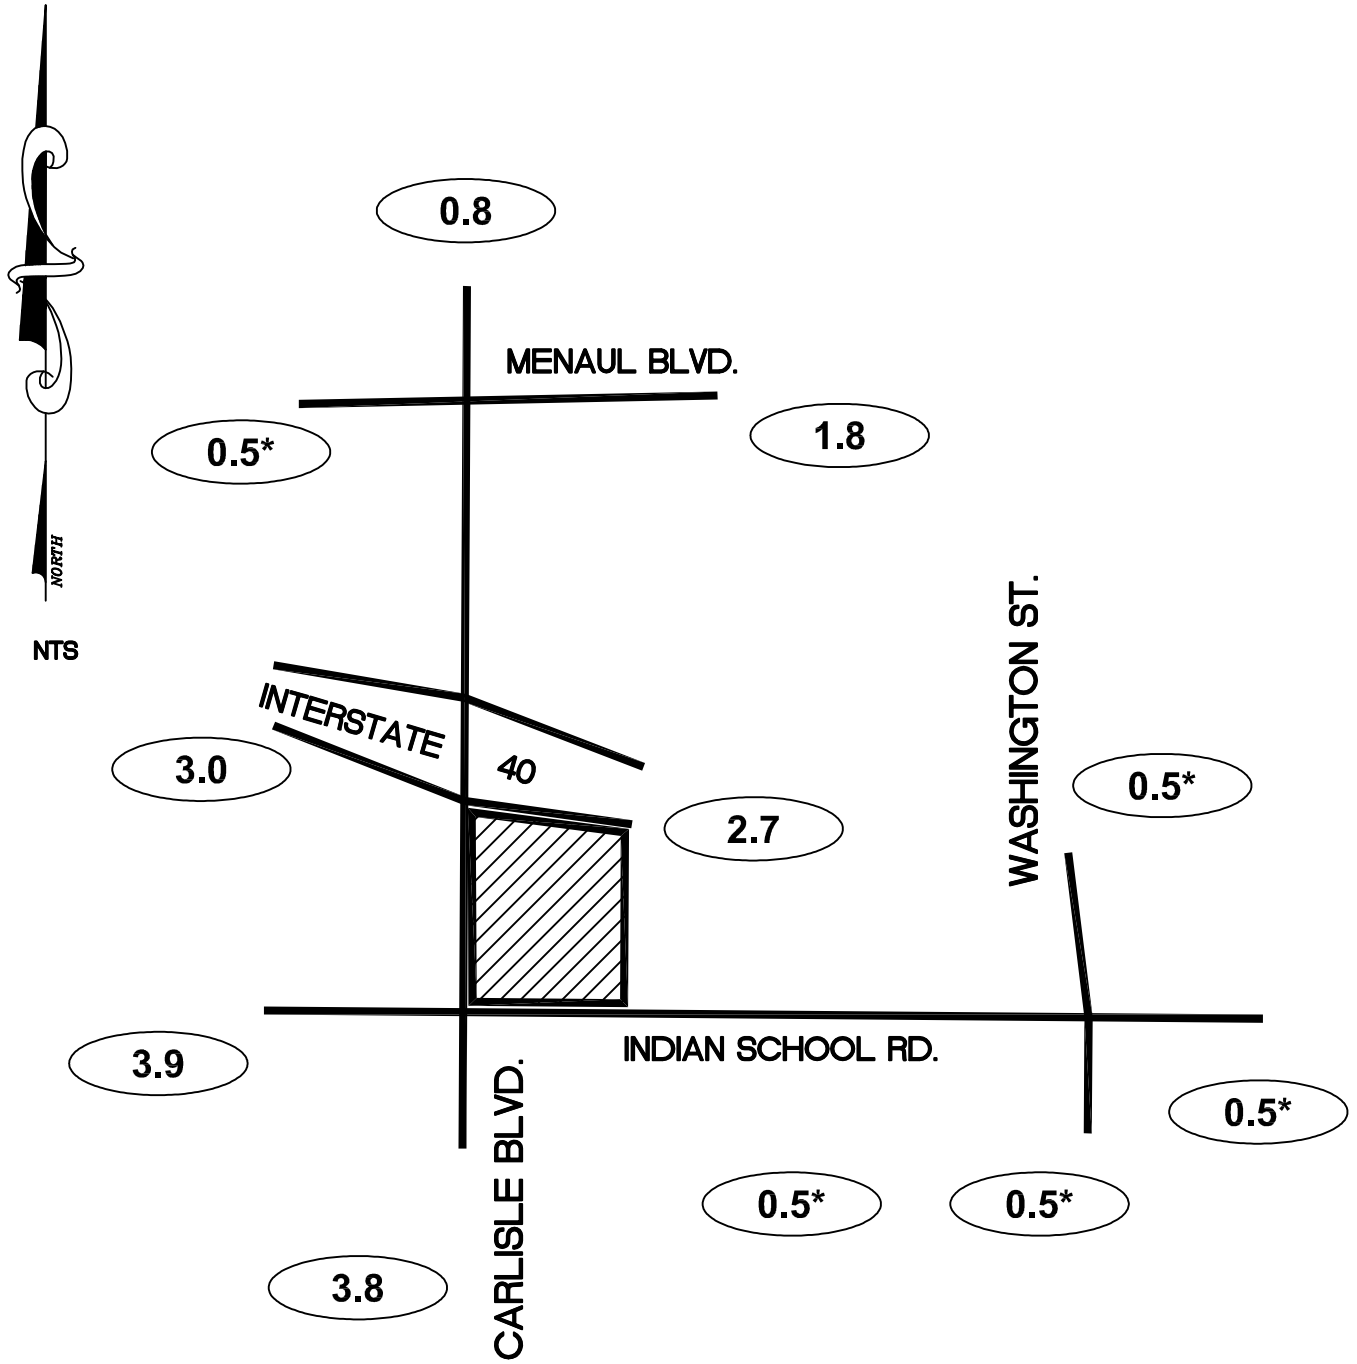 0.8
MENAUL BLVD.
0.5*
1.8
NORTH
NTS
WASHINGTON ST.
INTERSTATE 40
3.0
0.5*
2.7
INDIAN SCHOOL RD.
3.9
0.5*
CARLISLE BLVD.
0.5*
0.5*
3.8